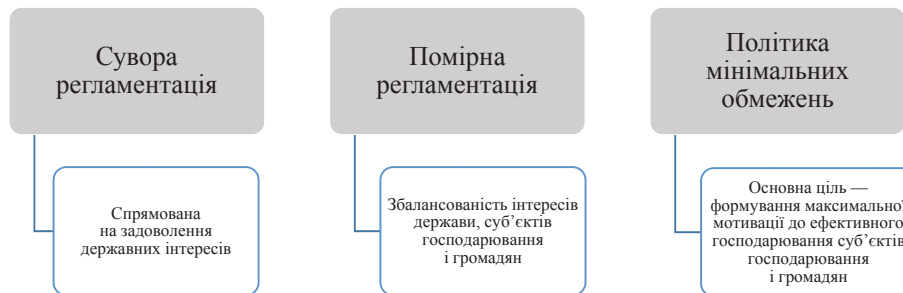 Сувора
регламентація
Помірна
регламентація
Політика
мінімальних
обмежень
Спрямована
на задоволення
державних інтересів
Збалансованість інтересів
держави, суб’єктів
господарювання
і громадян
Основна ціль —
формування максимальної
мотивації до ефективного
господарювання суб’єктів
господарювання
і громадян